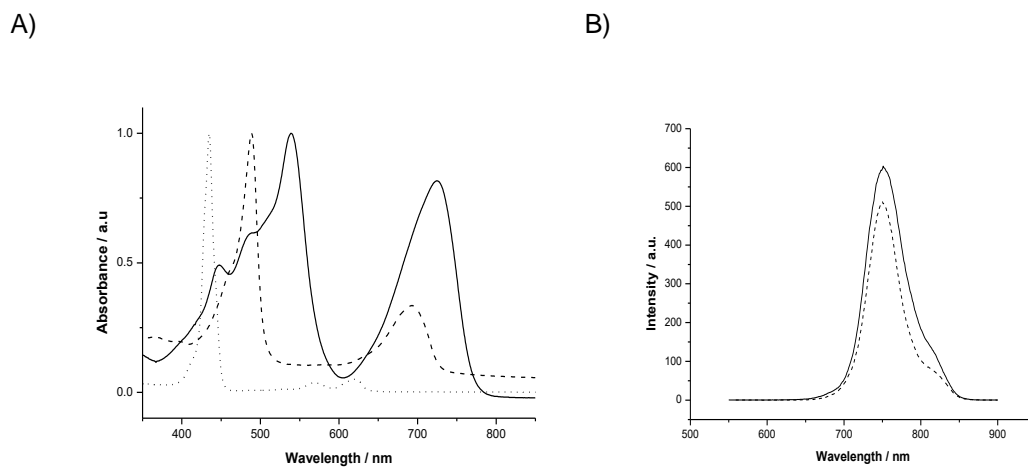 A)
B)
1.0
0.5
0.0
Absorbance / a.u
400 500 600 700 800
Wavelength / nm
700
600
500
400
300
200
100
0
Intensity / a.u.
500 600 700 800 900
Wavelength / nm